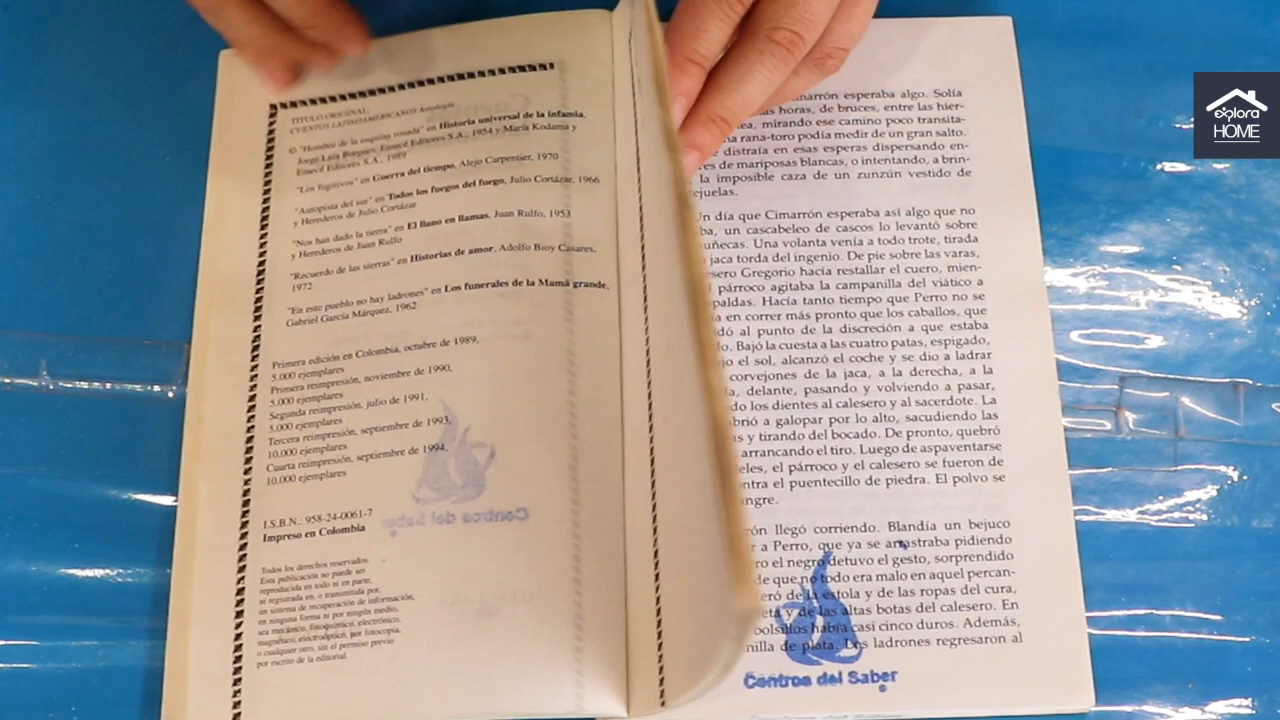 TITULO ORIGINAL
CUENTOS LATINOAMERICANOS Antología
© "Hombre de la esquina rosada" en Historia universal de la infamia,
Jorge Luis Borges, Emecé Editores S.A., 1954 y María Kodama y
Emecé Editores S.A., 1989
"Los fugitivos" en Guerra del tiempo, Alejo Carpentier, 1970
"Autopista del sur" en Todos los fuegos del fuego, Julio Cortázar, 1966
y Herederos de Julio Cortázar
"Nos han dado la tierra" en El llano en llamas, Juan Rulfo, 1953
y Herederos de Juan Rulfo
"Recuerdo de las sierras" en Historias de amor, Adolfo Bioy Casares,
1972
"En este pueblo no hay ladrones" en Los funerales de la Mamá grande,
Gabriel García Márquez, 1962
Primera edición en Colombia, octubre de 1989,
5.000 ejemplares
Primera reimpresión, noviembre de 1990,
5.000 ejemplares
Segunda reimpresión, julio de 1991,
5.000 ejemplares
Tercera reimpresión, septiembre de 1993,
10.000 ejemplares
Cuarta reimpresión, septiembre de 1994,
10.000 ejemplares
I.S.B.N.: 958-24-0061-7
Impreso en Colombia
Todos los derechos reservados.
Esta publicación no puede ser
reproducida en todo ni en parte,
ni registrada en, o transmitida por,
un sistema de recuperación de información,
en ninguna forma ni por ningún medio,
sea mecánico, fotoquímico, electrónico,
magnético, electroóptico, por fotocopia,
o cualquier otro, sin el permiso previo
por escrito de la editorial.
esperaba algo. Solía
horas, de bruces, entre las hier-
mirando ese camino poco transita-
rana-toro podía medir de un gran salto.
distraía en esas esperas dispersando en-
de mariposas blancas, o intentando, a brin-
la imposible caza de un zunzún vestido de
Un día que Cimarrón esperaba así algo que no
un cascabeleo de cascos lo levantó sobre
Una volanta venía a todo trote, tirada
jaca torda del ingenio. De pie sobre las varas,
Gregorio hacía restallar el cuero, mien-
párroco agitaba la campanilla del viático a
Hacía tanto tiempo que Perro no se
en correr más pronto que los caballos, que
al punto de la discreción a que estaba
Bajó la cuesta a las cuatro patas, espigado,
el sol, alcanzó el coche y se dio a ladrar
corvejones de la jaca, a la derecha, a la
delante, pasando y volviendo a pasar,
los dientes al calesero y al sacerdote. La
a galopar por lo alto, sacudiendo las
y tirando del bocado. De pronto, quebró
arrancando el tiro. Luego de aspaventarse
el párroco y el calesero se fueron de
el puentecillo de piedra. El polvo se
llegó corriendo. Blandía un bejuco
a Perro, que ya se arrastraba pidiendo
el negro detuvo el gesto, sorprendido
de que no todo era malo en aquel percan-
de la estola y de las ropas del cura,
y de las altas botas del calesero. En
bolsillos había casi cinco duros. Además,
de plata. Los ladrones regresaron al
Centros del Saber
explora
HOME